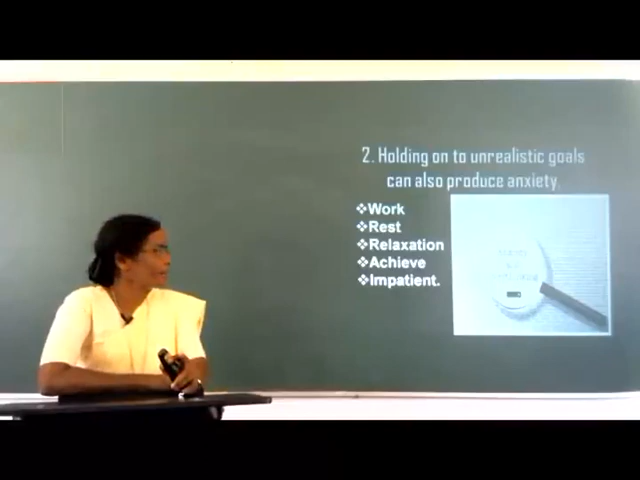 2. Holding on to unrealistic goals
can also produce anxiety
❖Work
❖Rest
❖Relaxation
❖Achieve
❖Impatient.